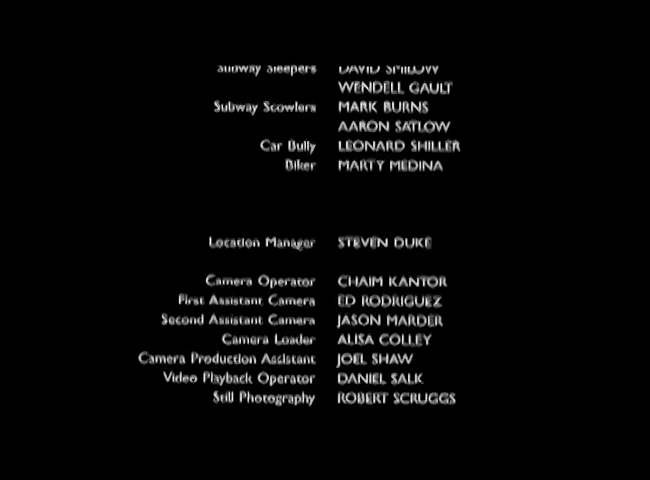 Subway Sleepers DAVID SMILOW
WENDELL GAULT
Subway Scowlers MARK BURNS
AARON SATLOW
Car Bully LEONARD SHILLER
Biker MARTY MEDINA
Location Manager STEVEN DUKE
Camera Operator CHAIM KANTOR
First Assistant Camera ED RODRIGUEZ
Second Assistant Camera JASON MARDER
Camera Loader ALISA COLLEY
Camera Production Assistant JOEL SHAW
Video Playback Operator DANIEL SALK
Still Photography ROBERT SCRUGGS